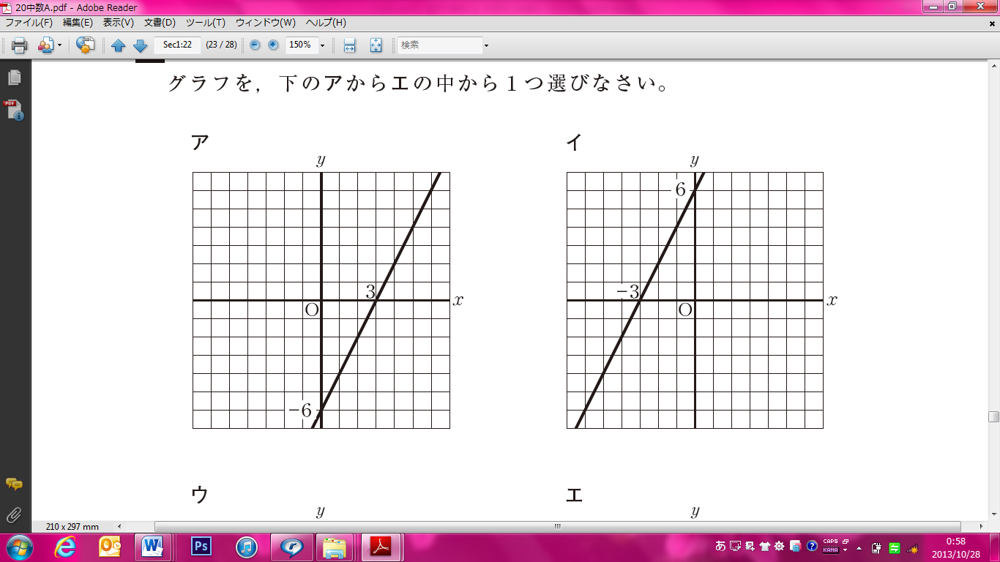 20中数A.pdf - Adobe Reader
ファイル(F) 編集(E) 表示(V) 文書(D) ツール(T) ウィンドウ(W) ヘルプ(H)
Sec1:22 (23 / 28) 150% 検索
グラフを，下のアからエの中から１つ選びなさい。
ア
イ
y
y
6
3
x
−3
x
O
O
−6
ウ
エ
y
y
210 x 297 mm
あ CAPS KANA
0:58
2013/10/28